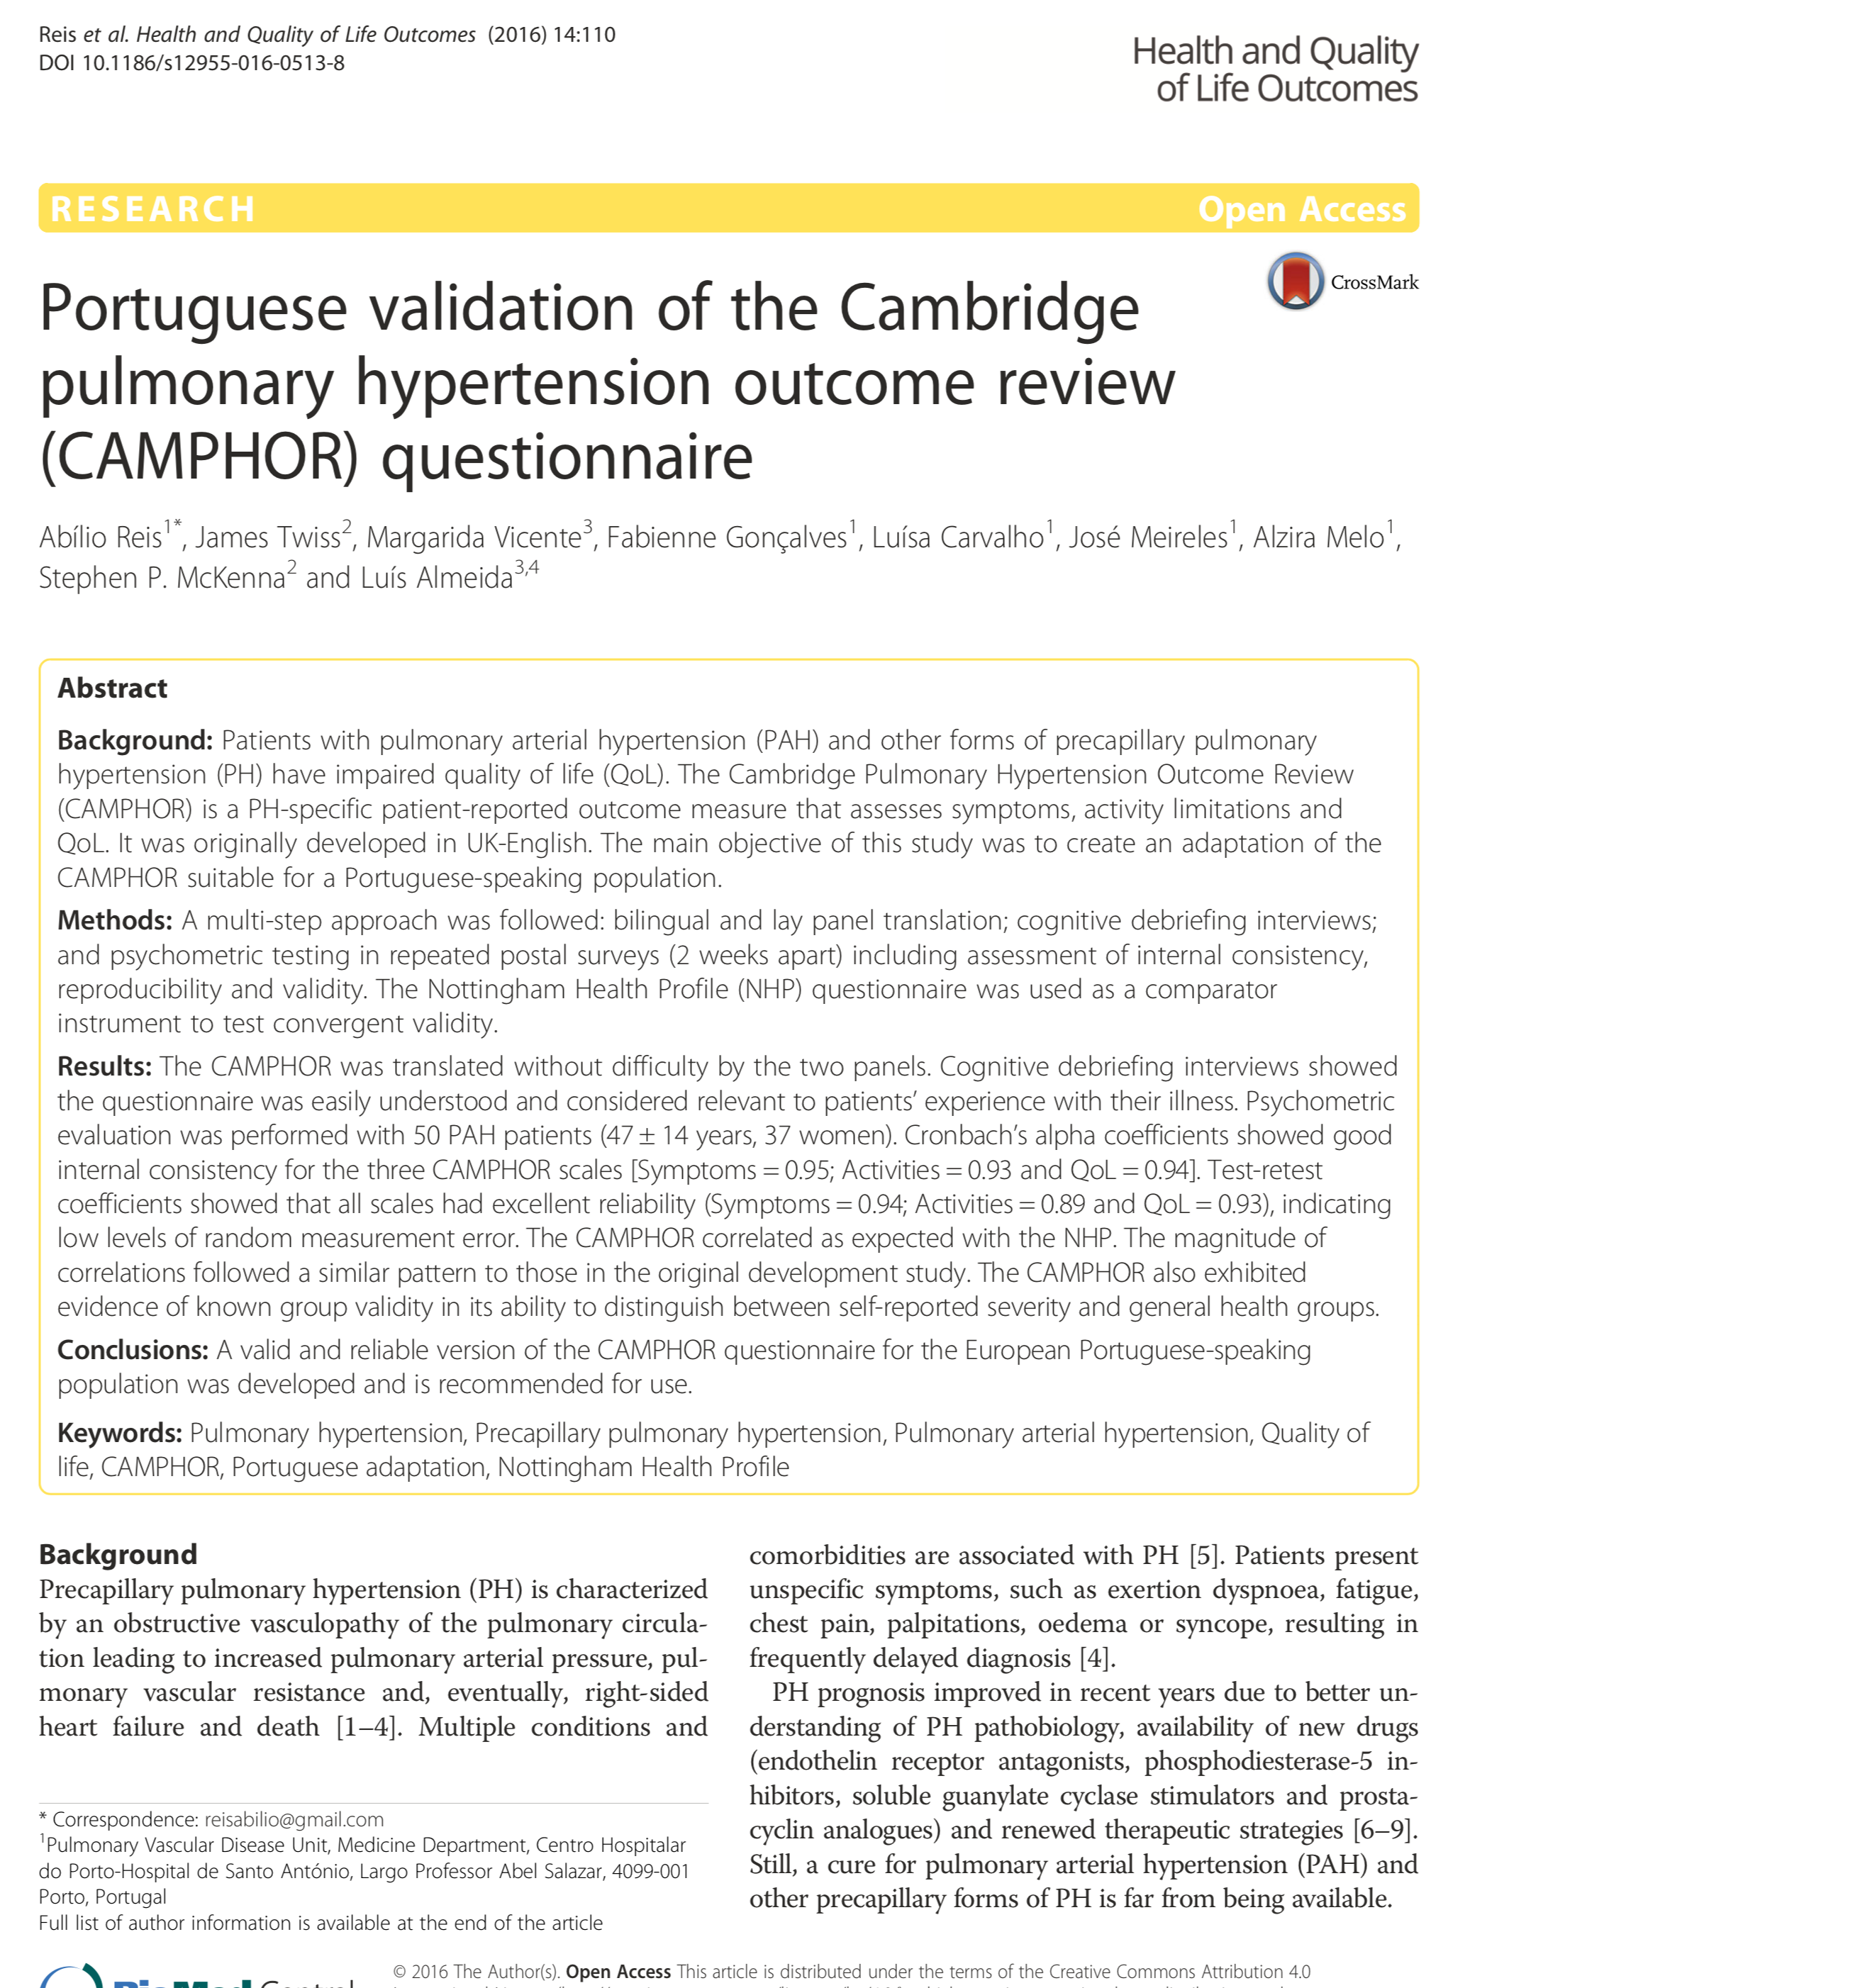 Reis et al. Health and Quality of Life Outcomes (2016) 14:110
DOI 10.1186/s12955-016-0513-8
Health and Quality
of Life Outcomes
RESEARCH
Open Access
CrossMark
Portuguese validation of the Cambridge
pulmonary hypertension outcome review
(CAMPHOR) questionnaire
Abílio Reis1*, James Twiss2, Margarida Vicente3, Fabienne Gonçalves1, Luísa Carvalho1, José Meireles1, Alzira Melo1,
Stephen P. McKenna2 and Luís Almeida3,4
Abstract
Background: Patients with pulmonary arterial hypertension (PAH) and other forms of precapillary pulmonary
hypertension (PH) have impaired quality of life (QoL). The Cambridge Pulmonary Hypertension Outcome Review
(CAMPHOR) is a PH-specific patient-reported outcome measure that assesses symptoms, activity limitations and
QoL. It was originally developed in UK-English. The main objective of this study was to create an adaptation of the
CAMPHOR suitable for a Portuguese-speaking population.
Methods: A multi-step approach was followed: bilingual and lay panel translation; cognitive debriefing interviews;
and psychometric testing in repeated postal surveys (2 weeks apart) including assessment of internal consistency,
reproducibility and validity. The Nottingham Health Profile (NHP) questionnaire was used as a comparator
instrument to test convergent validity.
Results: The CAMPHOR was translated without difficulty by the two panels. Cognitive debriefing interviews showed
the questionnaire was easily understood and considered relevant to patients' experience with their illness. Psychometric
evaluation was performed with 50 PAH patients (47 ± 14 years, 37 women). Cronbach's alpha coefficients showed good
internal consistency for the three CAMPHOR scales [Symptoms = 0.95; Activities = 0.93 and QoL = 0.94]. Test-retest
coefficients showed that all scales had excellent reliability (Symptoms = 0.94; Activities = 0.89 and QoL = 0.93), indicating
low levels of random measurement error. The CAMPHOR correlated as expected with the NHP. The magnitude of
correlations followed a similar pattern to those in the original development study. The CAMPHOR also exhibited
evidence of known group validity in its ability to distinguish between self-reported severity and general health groups.
Conclusions: A valid and reliable version of the CAMPHOR questionnaire for the European Portuguese-speaking
population was developed and is recommended for use.
Keywords: Pulmonary hypertension, Precapillary pulmonary hypertension, Pulmonary arterial hypertension, Quality of
life, CAMPHOR, Portuguese adaptation, Nottingham Health Profile
Background
Precapillary pulmonary hypertension (PH) is characterized
by an obstructive vasculopathy of the pulmonary circula-
tion leading to increased pulmonary arterial pressure, pul-
monary vascular resistance and, eventually, right-sided
heart failure and death [1–4]. Multiple conditions and
comorbidities are associated with PH [5]. Patients present
unspecific symptoms, such as exertion dyspnoea, fatigue,
chest pain, palpitations, oedema or syncope, resulting in
frequently delayed diagnosis [4].
PH prognosis improved in recent years due to better un-
derstanding of PH pathobiology, availability of new drugs
(endothelin receptor antagonists, phosphodiesterase-5 in-
hibitors, soluble guanylate cyclase stimulators and prosta-
cyclin analogues) and renewed therapeutic strategies [6–9].
Still, a cure for pulmonary arterial hypertension (PAH) and
other precapillary forms of PH is far from being available.
* Correspondence: reisabilio@gmail.com
1Pulmonary Vascular Disease Unit, Medicine Department, Centro Hospitalar
do Porto-Hospital de Santo António, Largo Professor Abel Salazar, 4099-001
Porto, Portugal
Full list of author information is available at the end of the article
© 2016 The Author(s). Open Access This article is distributed under the terms of the Creative Commons Attribution 4.0